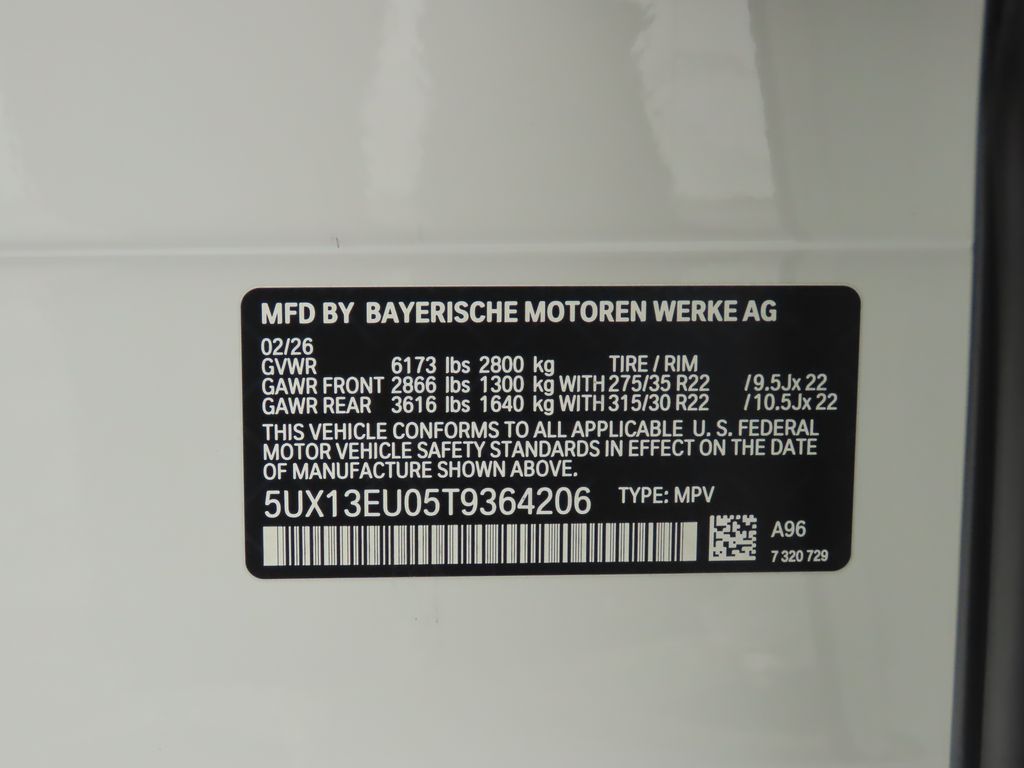 MFD BY BAYERISCHE MOTOREN WERKE AG
02/26
GVWR 6173 lbs 2800 kg TIRE / RIM
GAWR FRONT 2866 lbs 1300 kg WITH 275/35 R22 /9.5Jx 22
GAWR REAR 3616 lbs 1640 kg WITH 315/30 R22 /10.5Jx 22
THIS VEHICLE CONFORMS TO ALL APPLICABLE U. S. FEDERAL
MOTOR VEHICLE SAFETY STANDARDS IN EFFECT ON THE DATE
OF MANUFACTURE SHOWN ABOVE.
5UX13EU05T9364206 TYPE: MPV
A96
7 320 729